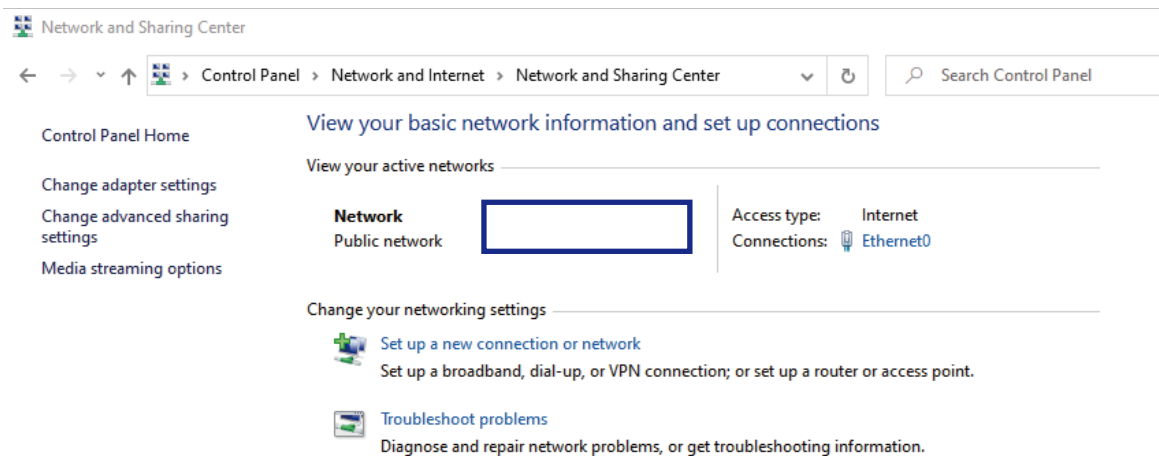 Network and Sharing Center
Control Panel > Network and Internet > Network and Sharing Center
Search Control Panel
Control Panel Home
Change adapter settings
Change advanced sharing
settings
Media streaming options
View your basic network information and set up connections
View your active networks
Network
Public network
Access type: Internet
Connections: Ethernet0
Change your networking settings
Set up a new connection or network
Set up a broadband, dial-up, or VPN connection; or set up a router or access point.
Troubleshoot problems
Diagnose and repair network problems, or get troubleshooting information.